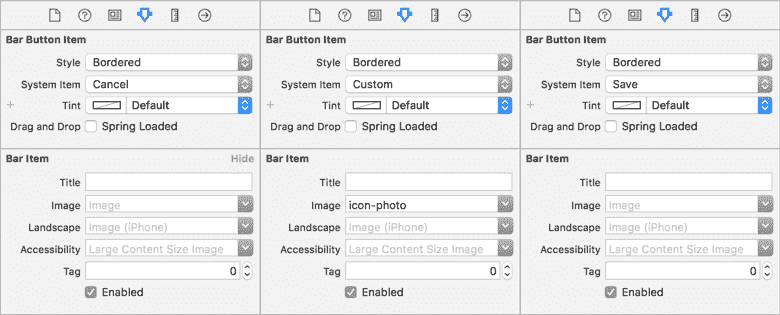 Bar Button Item
Style Bordered
System Item Cancel
+ Tint Default
Drag and Drop Spring Loaded
Bar Item Hide
Title
Image Image
Landscape Image (iPhone)
Accessibility Large Content Size Image
Tag 0
Enabled
Bar Button Item
Style Bordered
System Item Custom
+ Tint Default
Drag and Drop Spring Loaded
Bar Item
Title
Image icon-photo
Landscape Image (iPhone)
Accessibility Large Content Size Image
Tag 0
Enabled
Bar Button Item
Style Bordered
System Item Save
+ Tint Default
Drag and Drop Spring Loaded
Bar Item
Title
Image Image
Landscape Image (iPhone)
Accessibility Large Content Size Image
Tag 0
Enabled